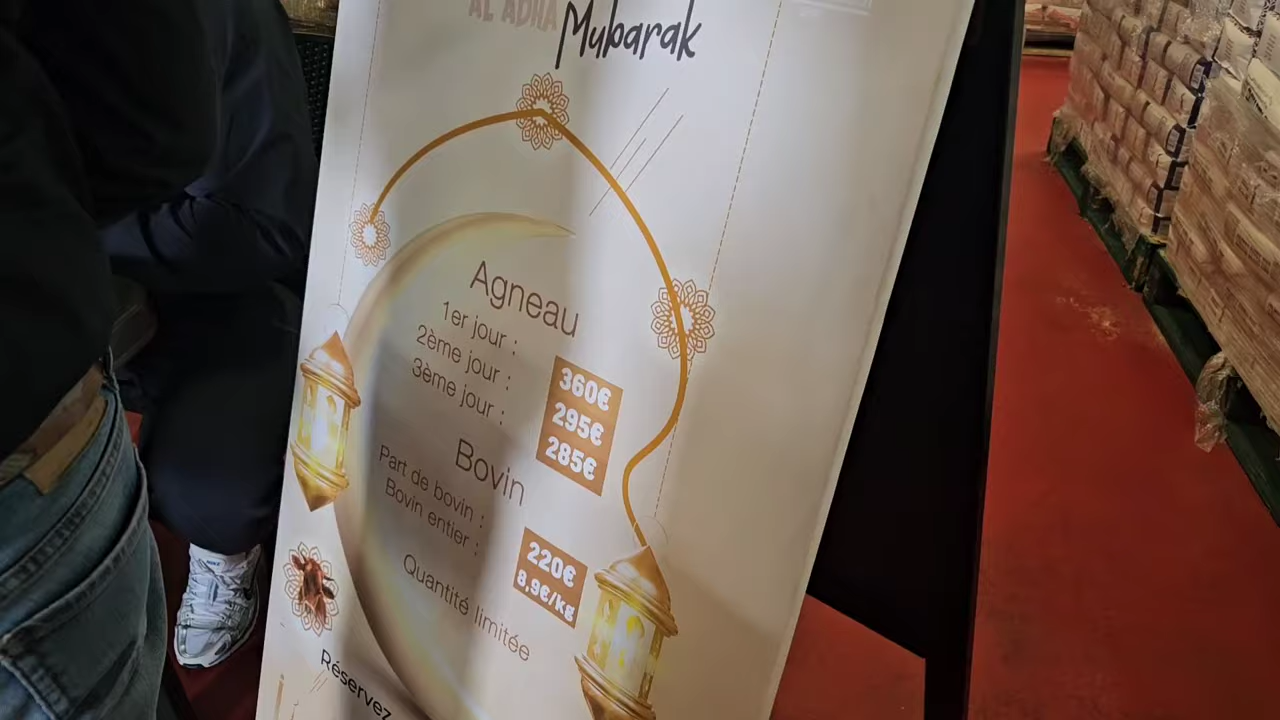 AL ADHA
Mubarak
Agneau
1er jour :
2ème jour :
3ème jour :
360€
295€
285€
Bovin
Part de bovin :
Bovin entier :
220€
8,9€/kg
Quantité limitée
Réservez